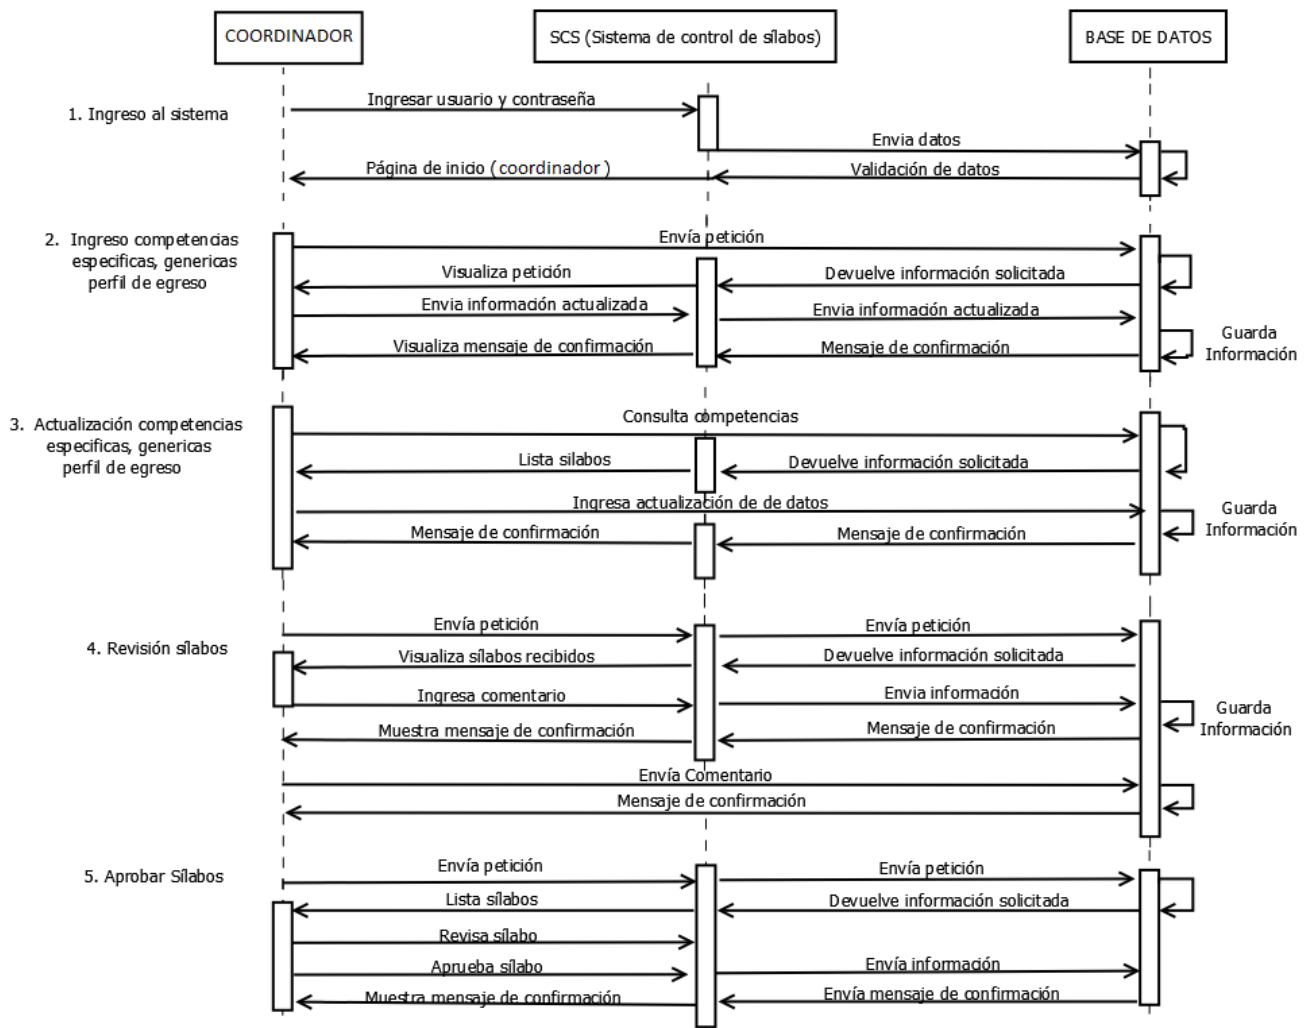 COORDINADOR
SCS (Sistema de control de sílabos)
BASE DE DATOS
1. Ingreso al sistema
Ingresar usuario y contraseña
Envia datos
Página de inicio ( coordinador )
Validación de datos
2. Ingreso competencias
especificas, genericas
perfil de egreso
Envía petición
Visualiza petición
Devuelve información solicitada
Envia información actualizada
Envia información actualizada
Visualiza mensaje de confirmación
Mensaje de confirmación
Guarda
Información
3. Actualización competencias
especificas, genericas
perfil de egreso
Consulta competencias
Lista silabos
Devuelve información solicitada
Ingresa actualización de de datos
Mensaje de confirmación
Mensaje de confirmación
Guarda
Información
4. Revisión sílabos
Envía petición
Envía petición
Visualiza sílabos recibidos
Devuelve información solicitada
Ingresa comentario
Envia información
Muestra mensaje de confirmación
Mensaje de confirmación
Guarda
Información
Envía Comentario
Mensaje de confirmación
5. Aprobar Sílabos
Envía petición
Envía petición
Lista sílabos
Devuelve información solicitada
Revisa sílabo
Aprueba sílabo
Envía información
Muestra mensaje de confirmación
Envía mensaje de confirmación